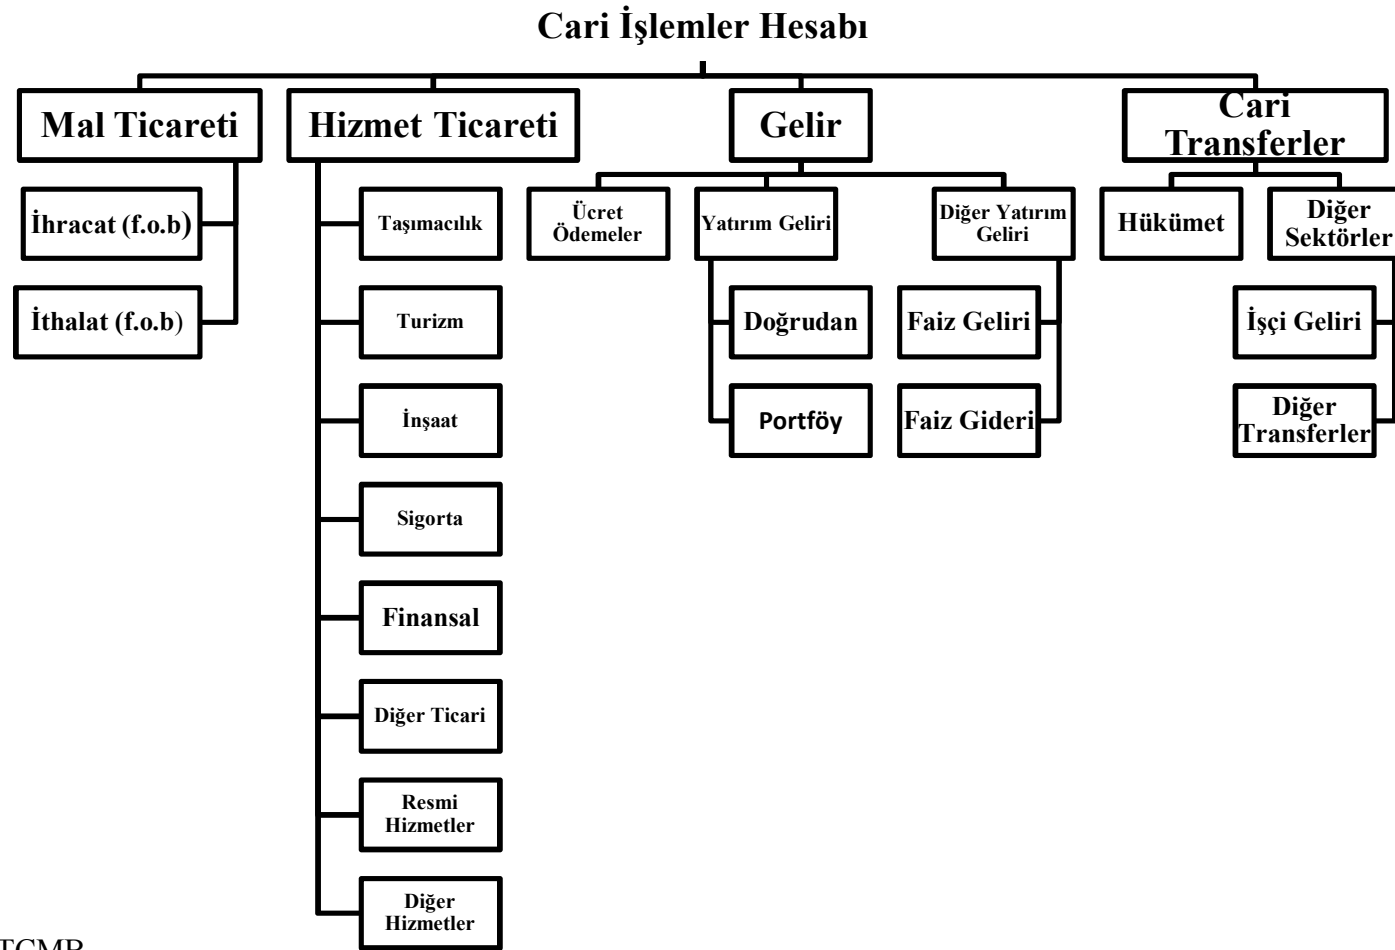 Cari İşlemler Hesabı
Mal Ticareti
İhracat (f.o.b)
İthalat (f.o.b)
Hizmet Ticareti
Taşımacılık
Turizm
İnşaat
Sigorta
Finansal
Diğer Ticari
Resmi
Hizmetler
Diğer
Hizmetler
Gelir
Ücret
Ödemeler
Yatırım Geliri
Doğrudan
Portföy
Diğer Yatırım
Geliri
Faiz Geliri
Faiz Gideri
Cari
Transferler
Hükümet
Diğer
Sektörler
İşçi Geliri
Diğer
Transferler